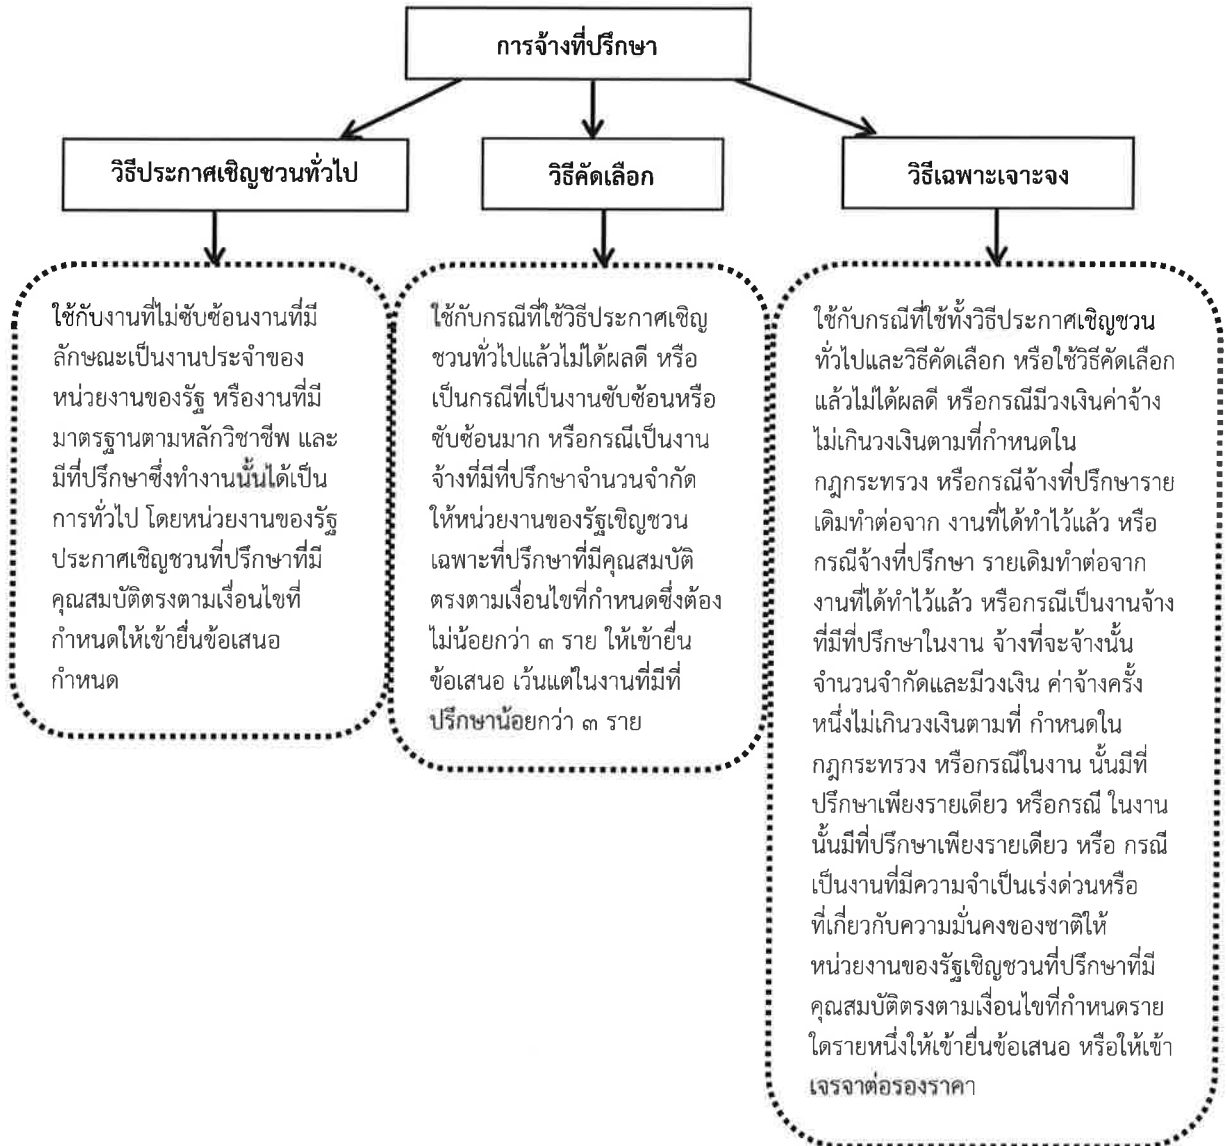 การจ้างที่ปรึกษา
วิธีประกาศเชิญชวนทั่วไป
วิธีคัดเลือก
วิธีเฉพาะเจาะจง
ใช้กับงานที่ไม่ซับซ้อนงานที่มี
ลักษณะเป็นงานประจำของ
หน่วยงานของรัฐ หรืองานที่มี
มาตรฐานตามหลักวิชาชีพ และ
มีที่ปรึกษาซึ่งทำงานนั้นได้เป็น
การทั่วไป โดยหน่วยงานของรัฐ
ประกาศเชิญชวนที่ปรึกษาที่มี
คุณสมบัติตรงตามเงื่อนไขที่
กำหนดให้เข้ายื่นข้อเสนอ
กำหนด
ใช้กับกรณีที่ใช้วิธีประกาศเชิญ
ชวนทั่วไปแล้วไม่ได้ผลดี หรือ
เป็นกรณีที่เป็นงานซับซ้อนหรือ
ซับซ้อนมาก หรือกรณีเป็นงาน
จ้างที่มีที่ปรึกษาจำนวนจำกัด
ให้หน่วยงานของรัฐเชิญชวน
เฉพาะที่ปรึกษาที่มีคุณสมบัติ
ตรงตามเงื่อนไขที่กำหนดซึ่งต้อง
ไม่น้อยกว่า ๓ ราย ให้เข้ายื่น
ข้อเสนอ เว้นแต่ในงานที่มีที่
ปรึกษาน้อยกว่า ๓ ราย
ใช้กับกรณีที่ใช้ทั้งวิธีประกาศเชิญชวน
ทั่วไปและวิธีคัดเลือก หรือใช้วิธีคัดเลือก
แล้วไม่ได้ผลดี หรือกรณีมีวงเงินค่าจ้าง
ไม่เกินวงเงินตามที่กำหนดใน
กฎกระทรวง หรือกรณีจ้างที่ปรึกษาราย
เดิมทำต่อจาก งานที่ได้ทำไว้แล้ว หรือ
กรณีจ้างที่ปรึกษา รายเดิมทำต่อจาก
งานที่ได้ทำไว้แล้ว หรือกรณีเป็นงานจ้าง
ที่มีที่ปรึกษาในงาน จ้างที่จะจ้างนั้น
จำนวนจำกัดและมีวงเงิน ค่าจ้างครั้ง
หนึ่งไม่เกินวงเงินตามที่ กำหนดใน
กฎกระทรวง หรือกรณีในงาน นั้นมีที่
ปรึกษาเพียงรายเดียว หรือกรณี ในงาน
นั้นมีที่ปรึกษาเพียงรายเดียว หรือ กรณี
เป็นงานที่มีความจำเป็นเร่งด่วนหรือ
ที่เกี่ยวกับความมั่นคงของชาติให้
หน่วยงานของรัฐเชิญชวนที่ปรึกษาที่มี
คุณสมบัติตรงตามเงื่อนไขที่กำหนดราย
ใดรายหนึ่งให้เข้ายื่นข้อเสนอ หรือให้เข้า
เจรจาต่อรองราคา